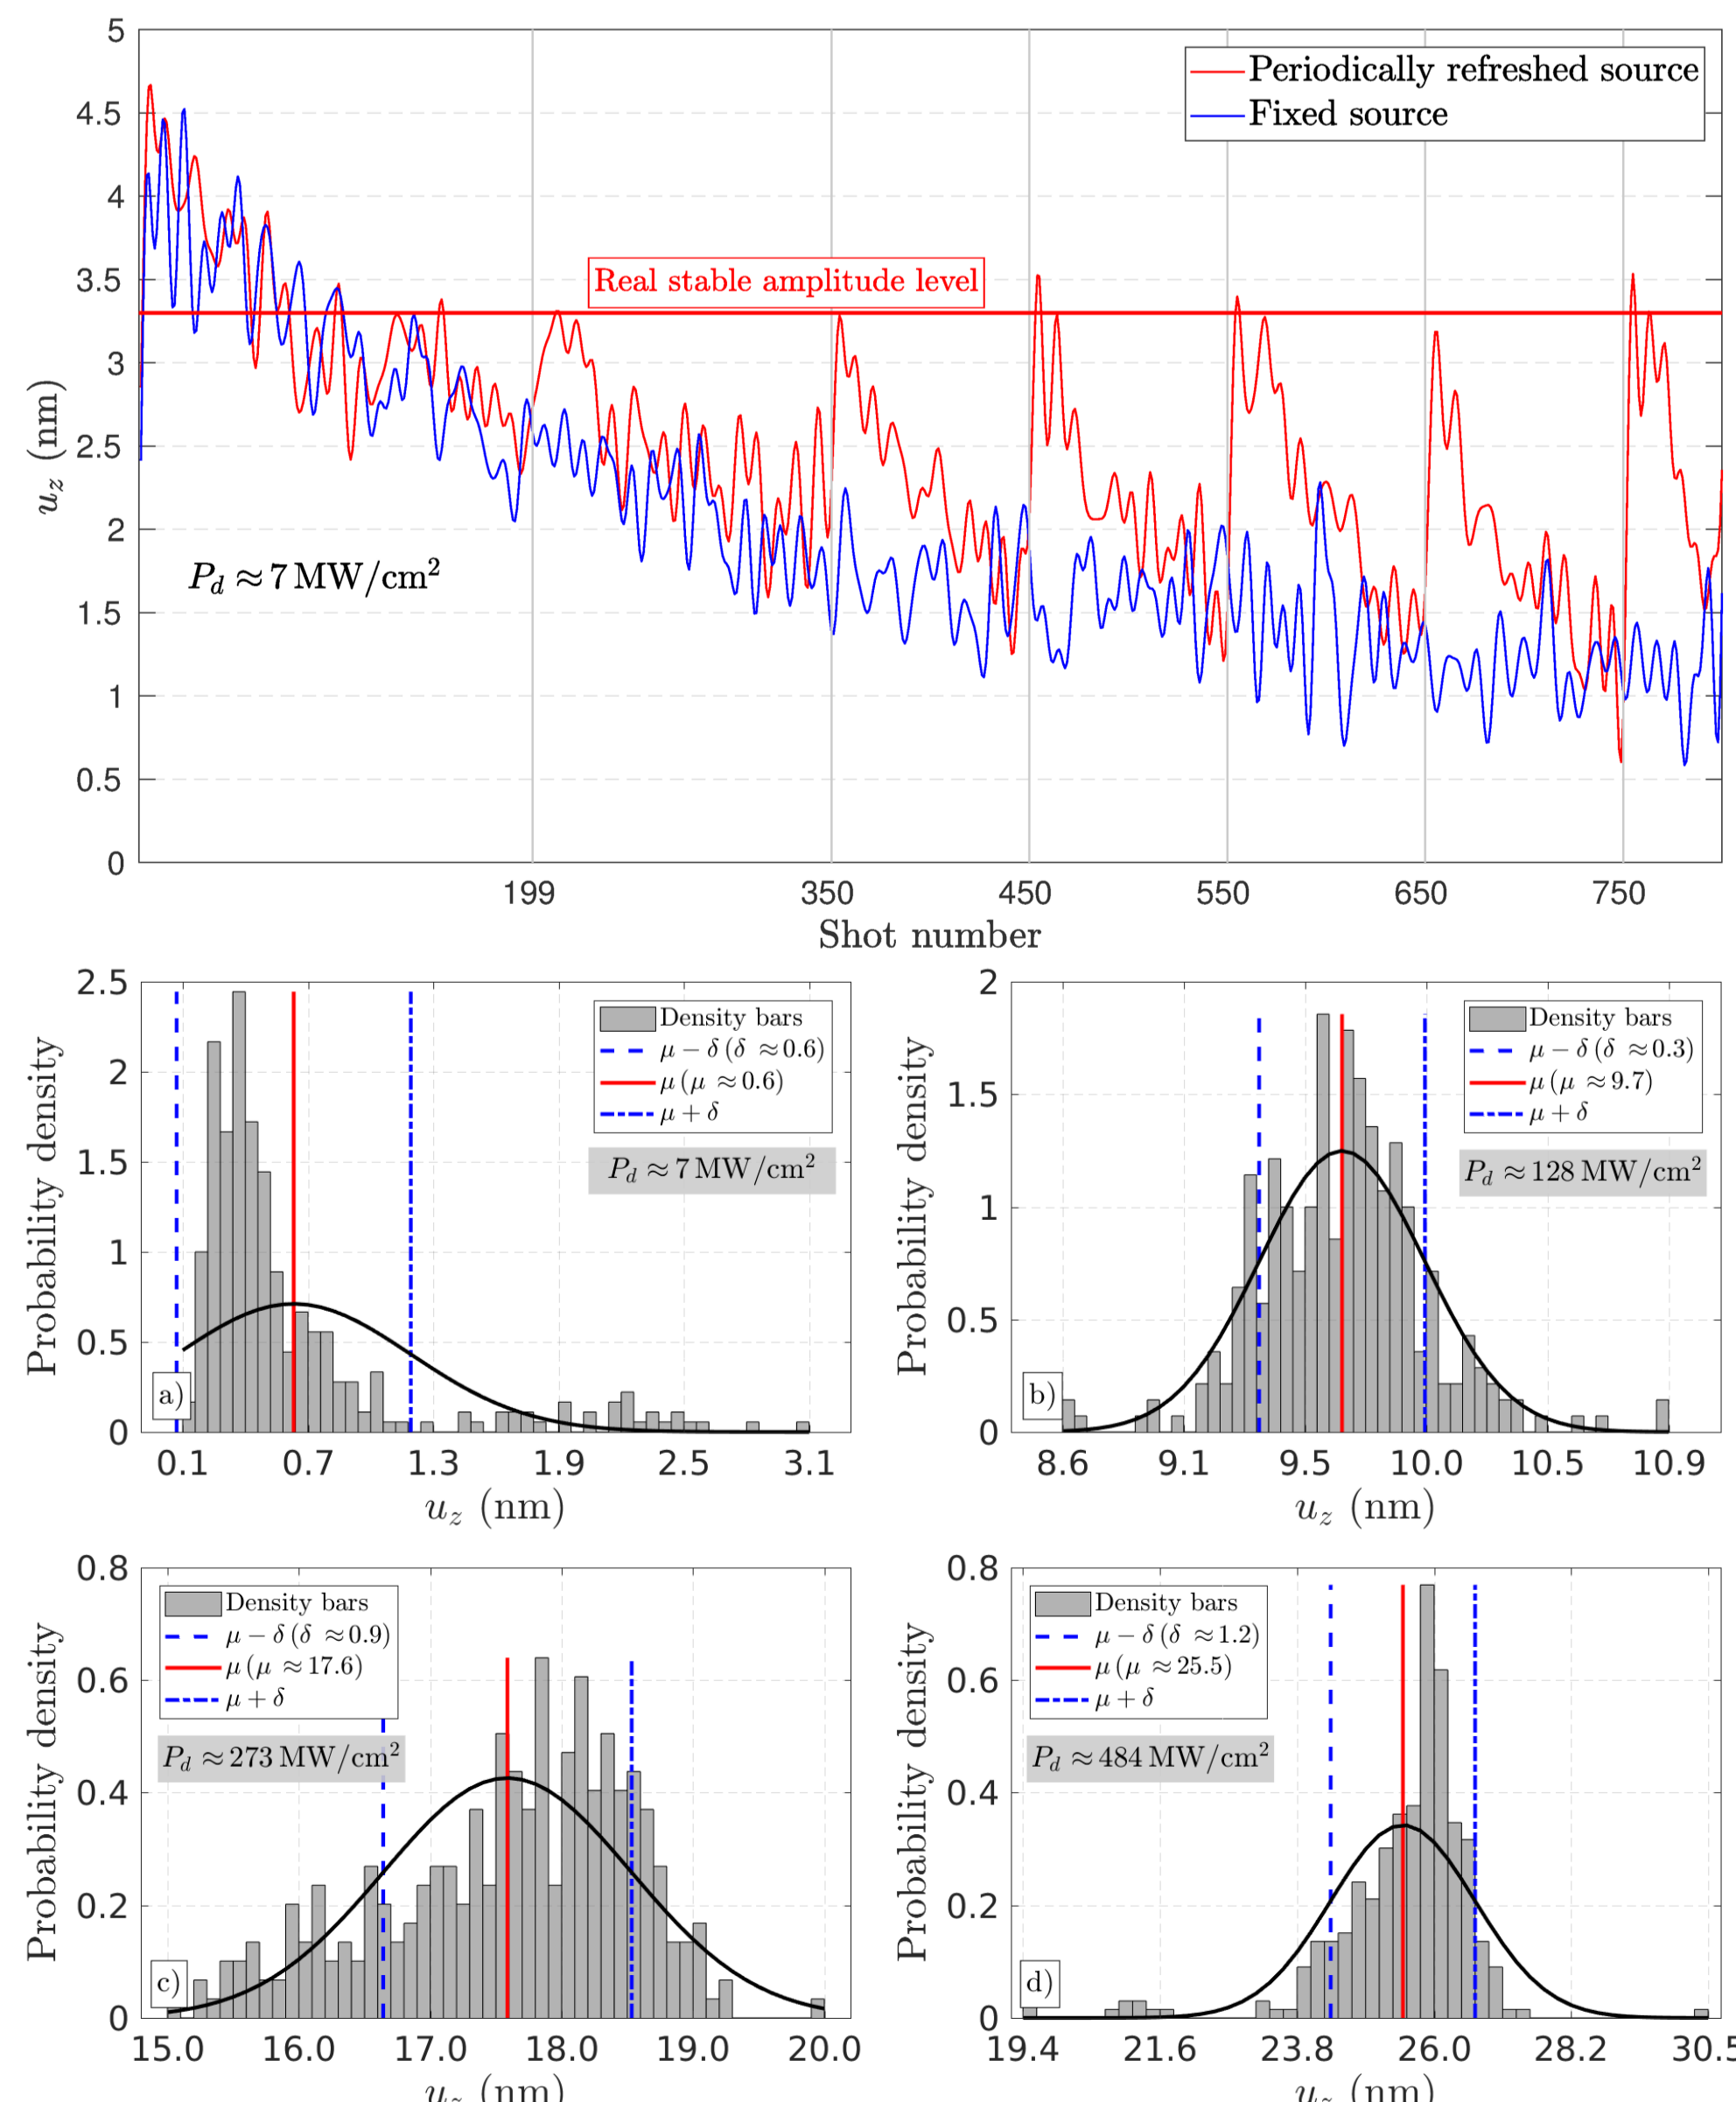 5
4.5
4
3.5
3
2.5
2
1.5
1
0.5
0
u_z (nm)
Periodically refreshed source
Fixed source
Real stable amplitude level
P_d ≈ 7 MW/cm²
199 350 450 550 650 750
Shot number
2.5
2
1.5
1
0.5
0
Probability density
Density bars
μ − δ (δ ≈0.6)
μ (μ ≈0.6)
μ + δ
P_d ≈ 7 MW/cm²
a)
0.1 0.7 1.3 1.9 2.5 3.1
u_z (nm)
2
1.5
1
0.5
0
Probability density
Density bars
μ − δ (δ ≈0.3)
μ (μ ≈9.7)
μ + δ
P_d ≈ 128 MW/cm²
b)
8.6 9.1 9.5 10.0 10.5 10.9
u_z (nm)
0.8
0.6
0.4
0.2
0
Probability density
Density bars
μ − δ (δ ≈0.9)
μ (μ ≈17.6)
μ + δ
P_d ≈ 273 MW/cm²
c)
15.0 16.0 17.0 18.0 19.0 20.0
u_z (nm)
0.8
0.6
0.4
0.2
0
Probability density
Density bars
μ − δ (δ ≈1.2)
μ (μ ≈25.5)
μ + δ
P_d ≈ 484 MW/cm²
d)
19.4 21.6 23.8 26.0 28.2 30.5
u_z (nm)